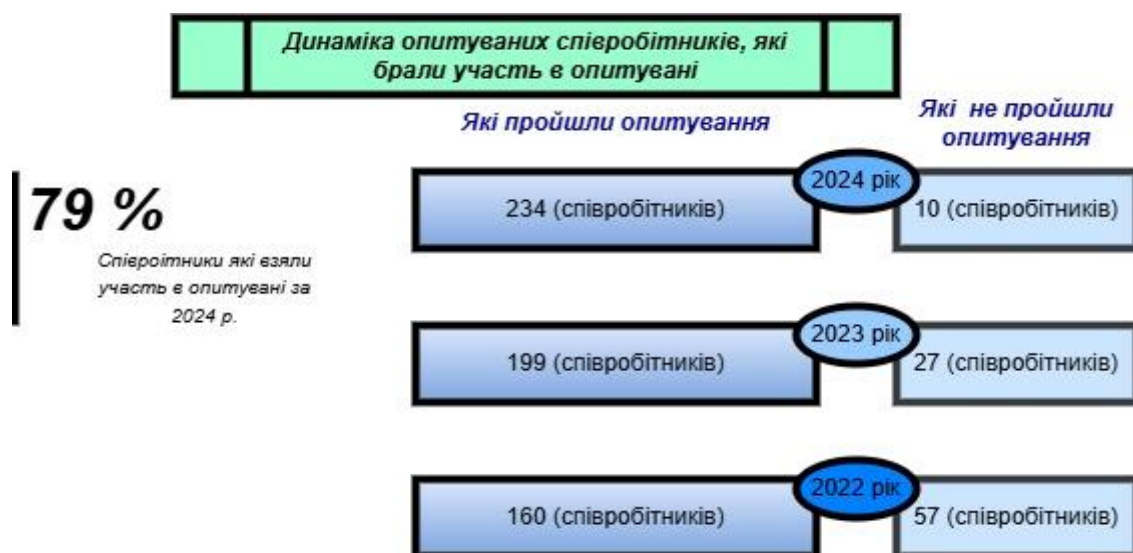 Динаміка опитуваних співробітників, які
брали участь в опитувані
Які пройшли опитування
Які не пройшли
опитування
79 %
Співроітники які взяли
участь в опитувані за
2024 р.
234 (співробітників)
2024 рік
10 (співробітників)
199 (співробітників)
2023 рік
27 (співробітників)
160 (співробітників)
2022 рік
57 (співробітників)